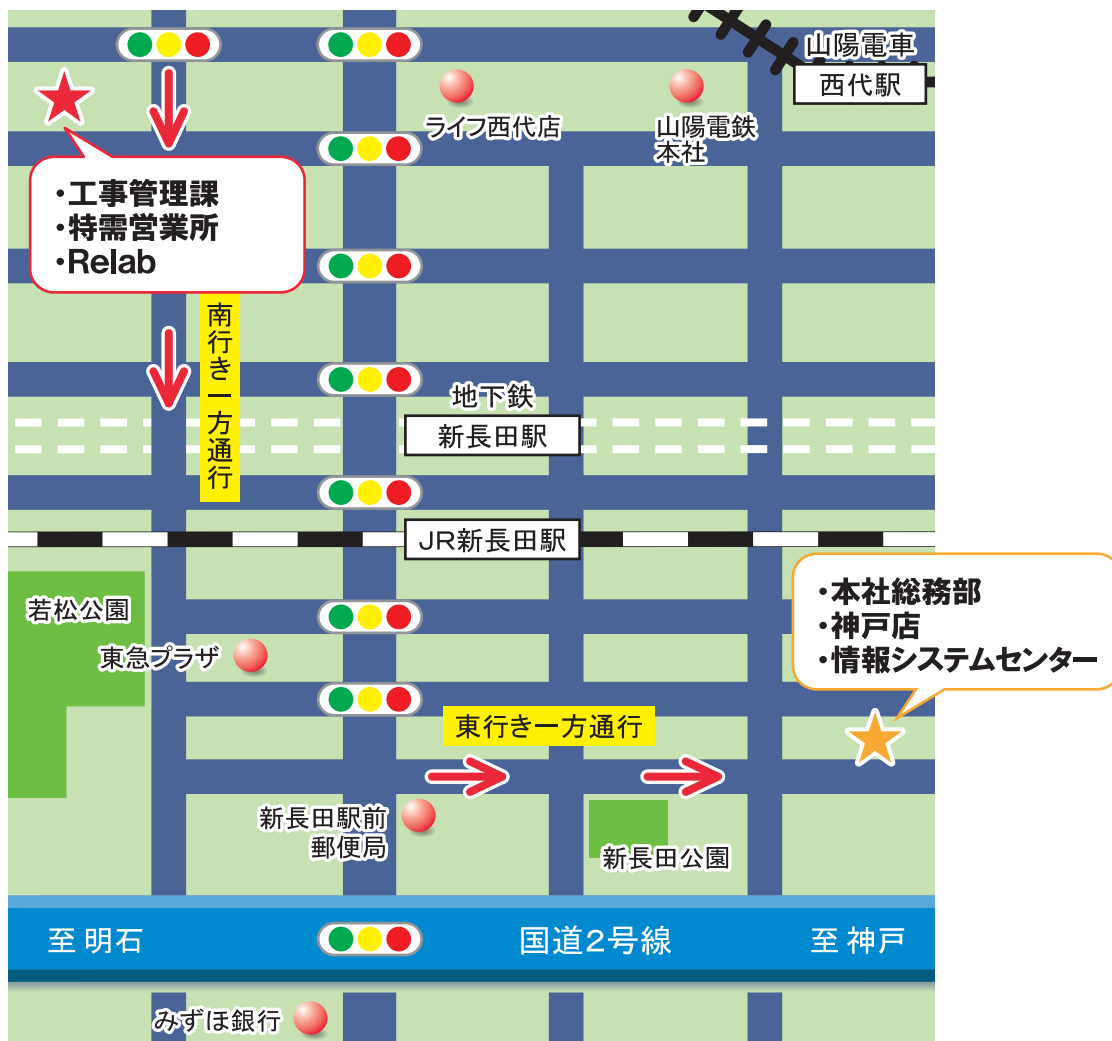 山陽電車
西代駅
ライフ西代店
山陽電鉄
本社
・工事管理課
・特需営業所
・Relab
南行き一方通行
地下鉄
新長田駅
JR新長田駅
若松公園
東急プラザ
・本社総務部
・神戸店
・情報システムセンター
東行き一方通行
新長田駅前
郵便局
新長田公園
至 明石
国道2号線
至 神戸
みずほ銀行